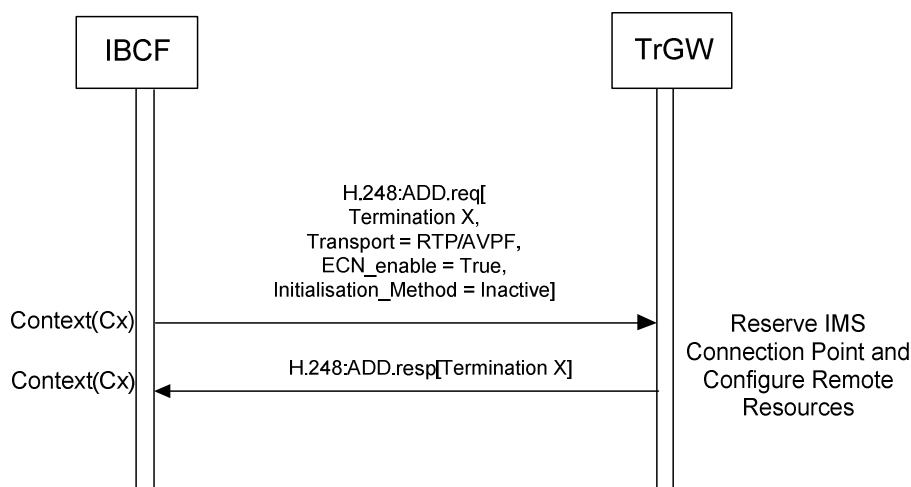 IBCF
TrGW
H.248:ADD.req[
Termination X,
Transport = RTP/AVPF,
ECN_enable = True,
Initialisation_Method = Inactive]
Context(Cx)
H.248:ADD.resp[Termination X]
Context(Cx)
Reserve IMS
Connection Point and
Configure Remote
Resources